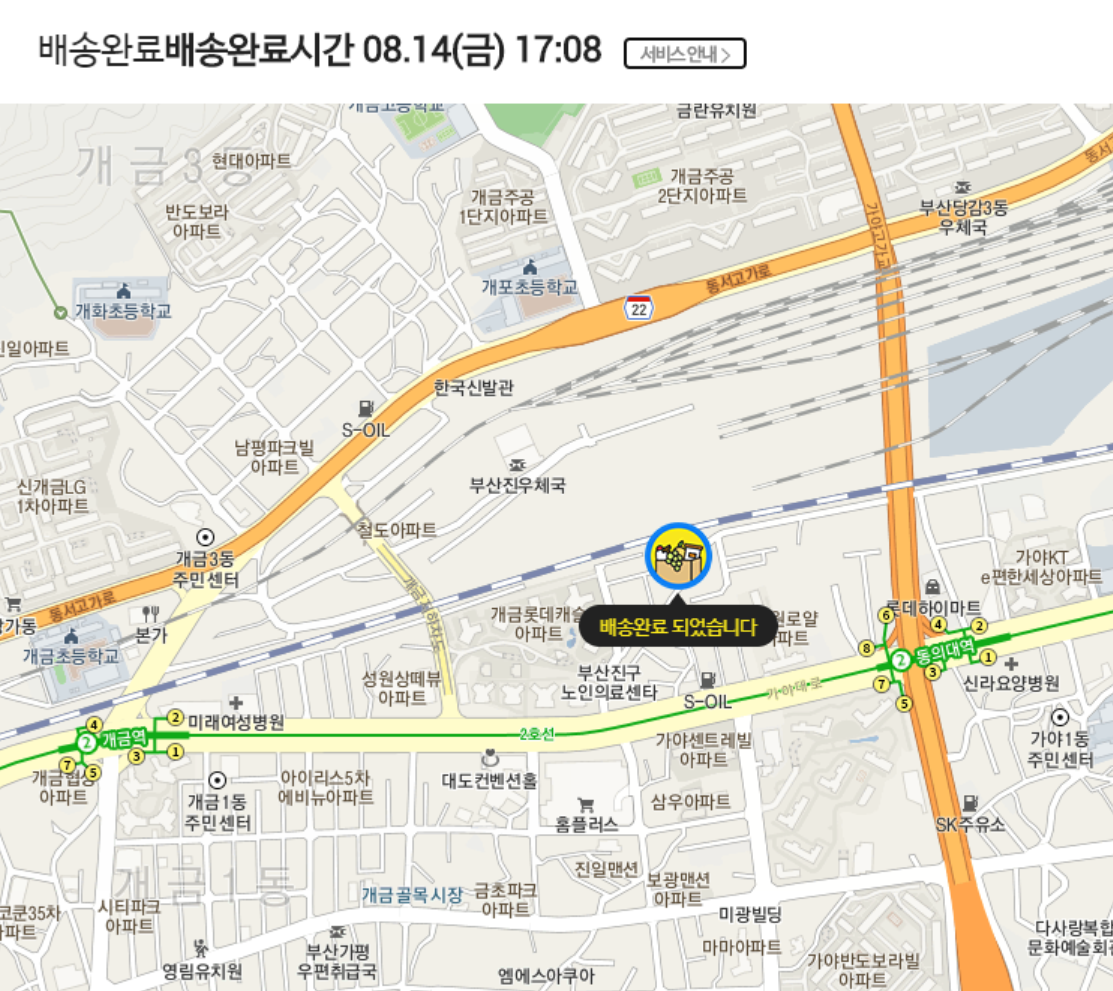 배송완료배송완료시간 08.14(금) 17:08
서비스안내 >
개금고등학교
금란유치원
개금3동
현대아파트
반도보라
아파트
개금주공
1단지아파트
개금주공
2단지아파트
부산당감3동
우체국
동서
가야고가교
개화초등학교
개포초등학교
22
동서고가로
일아파트
한국신발관
S-OIL
남평파크빌
아파트
신개금LG
1차아파트
부산진우체국
철도아파트
개금3동
주민센터
동서고가로
가야KT
e편한세상아파트
개금롯데캐슬
아파트
배송완료 되었습니다
롯데하이마트
본가
개금초등학교
성원상떼뷰
아파트
부산진구
노인의료센타
S-OIL
가야대로
6
4
2
8
2
동의대역
1
7
3
5
신라요양병원
4
2
미래여성병원
2
개금역
7
5
3
1
2호선
개금협성
아파트
개금1동
주민센터
아이리스5차
에비뉴아파트
대도컨벤션홀
가야센트레빌
아파트
가야1동
주민센터
홈플러스
삼우아파트
SK주유소
개금1동
시티파크
아파트
개금골목시장
금초파크
아파트
진일맨션
보광맨션
아파트
미광빌딩
코쿤35차
파트
영림유치원
부산가평
우편취급국
엠에스아쿠아
마마아파트
가야반도보라빌
아파트
다사랑복합
문화예술회관